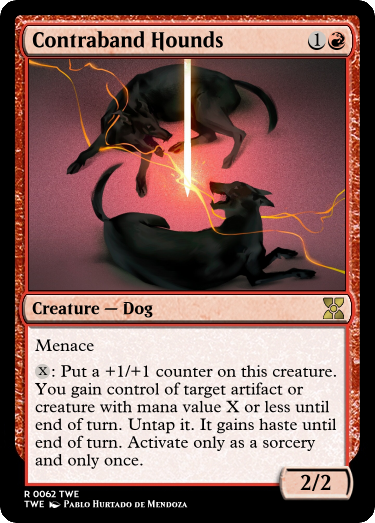 Contraband Hounds 1
Creature — Dog
Menace
X: Put a +1/+1 counter on this creature.
You gain control of target artifact or
creature with mana value X or less until
end of turn. Untap it. It gains haste until
end of turn. Activate only as a sorcery
and only once.
2/2
R 0062 TWE
TWE Pablo Hurtado de Mendoza